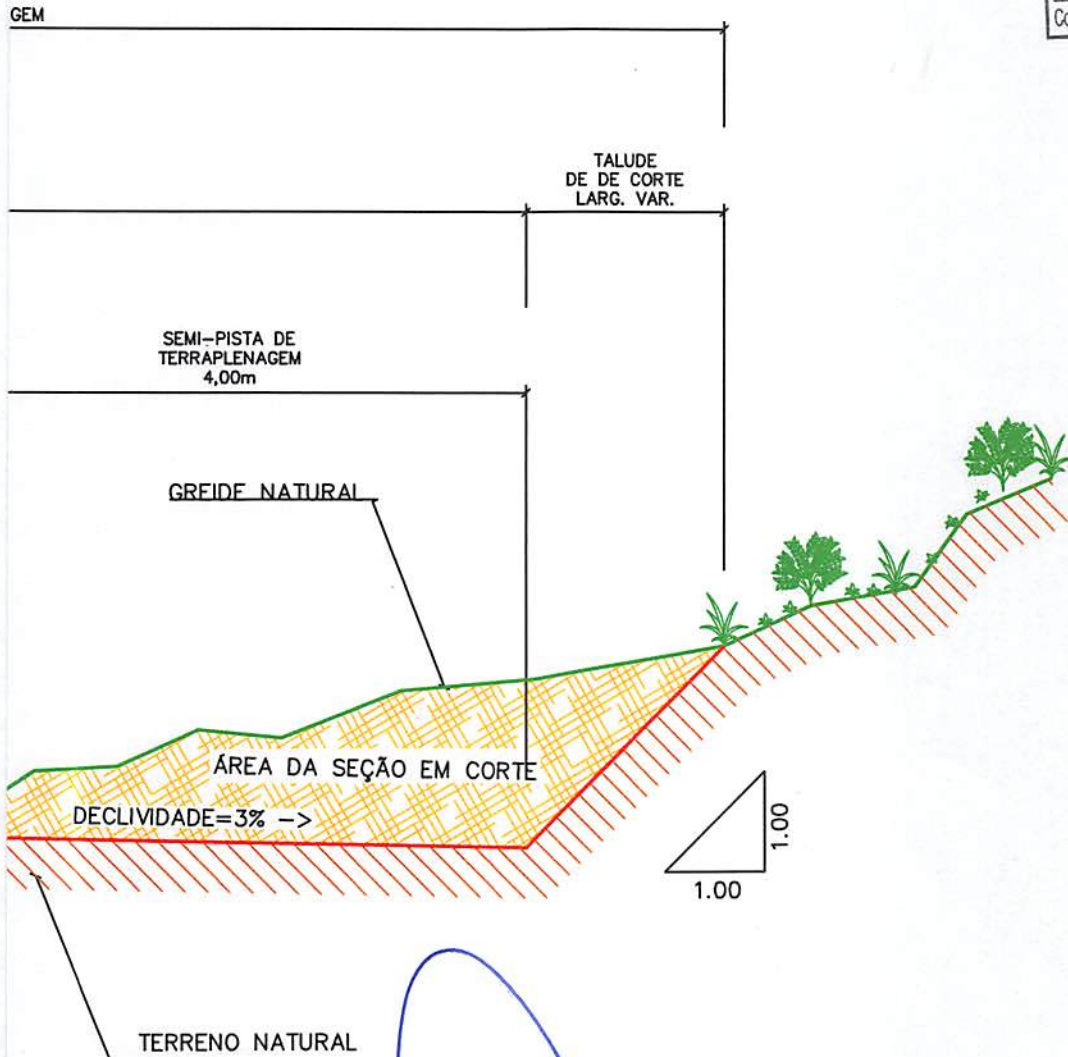 GEM
Co
TALUDE
DE DE CORTE
LARG. VAR.
SEMI-PISTA DE
TERRAPLENAGEM
4,00m
GREIDE NATURAL
ÁREA DA SEÇÃO EM CORTE
DECLIVIDADE=3% ->
1.00
1.00
TERRENO NATURAL